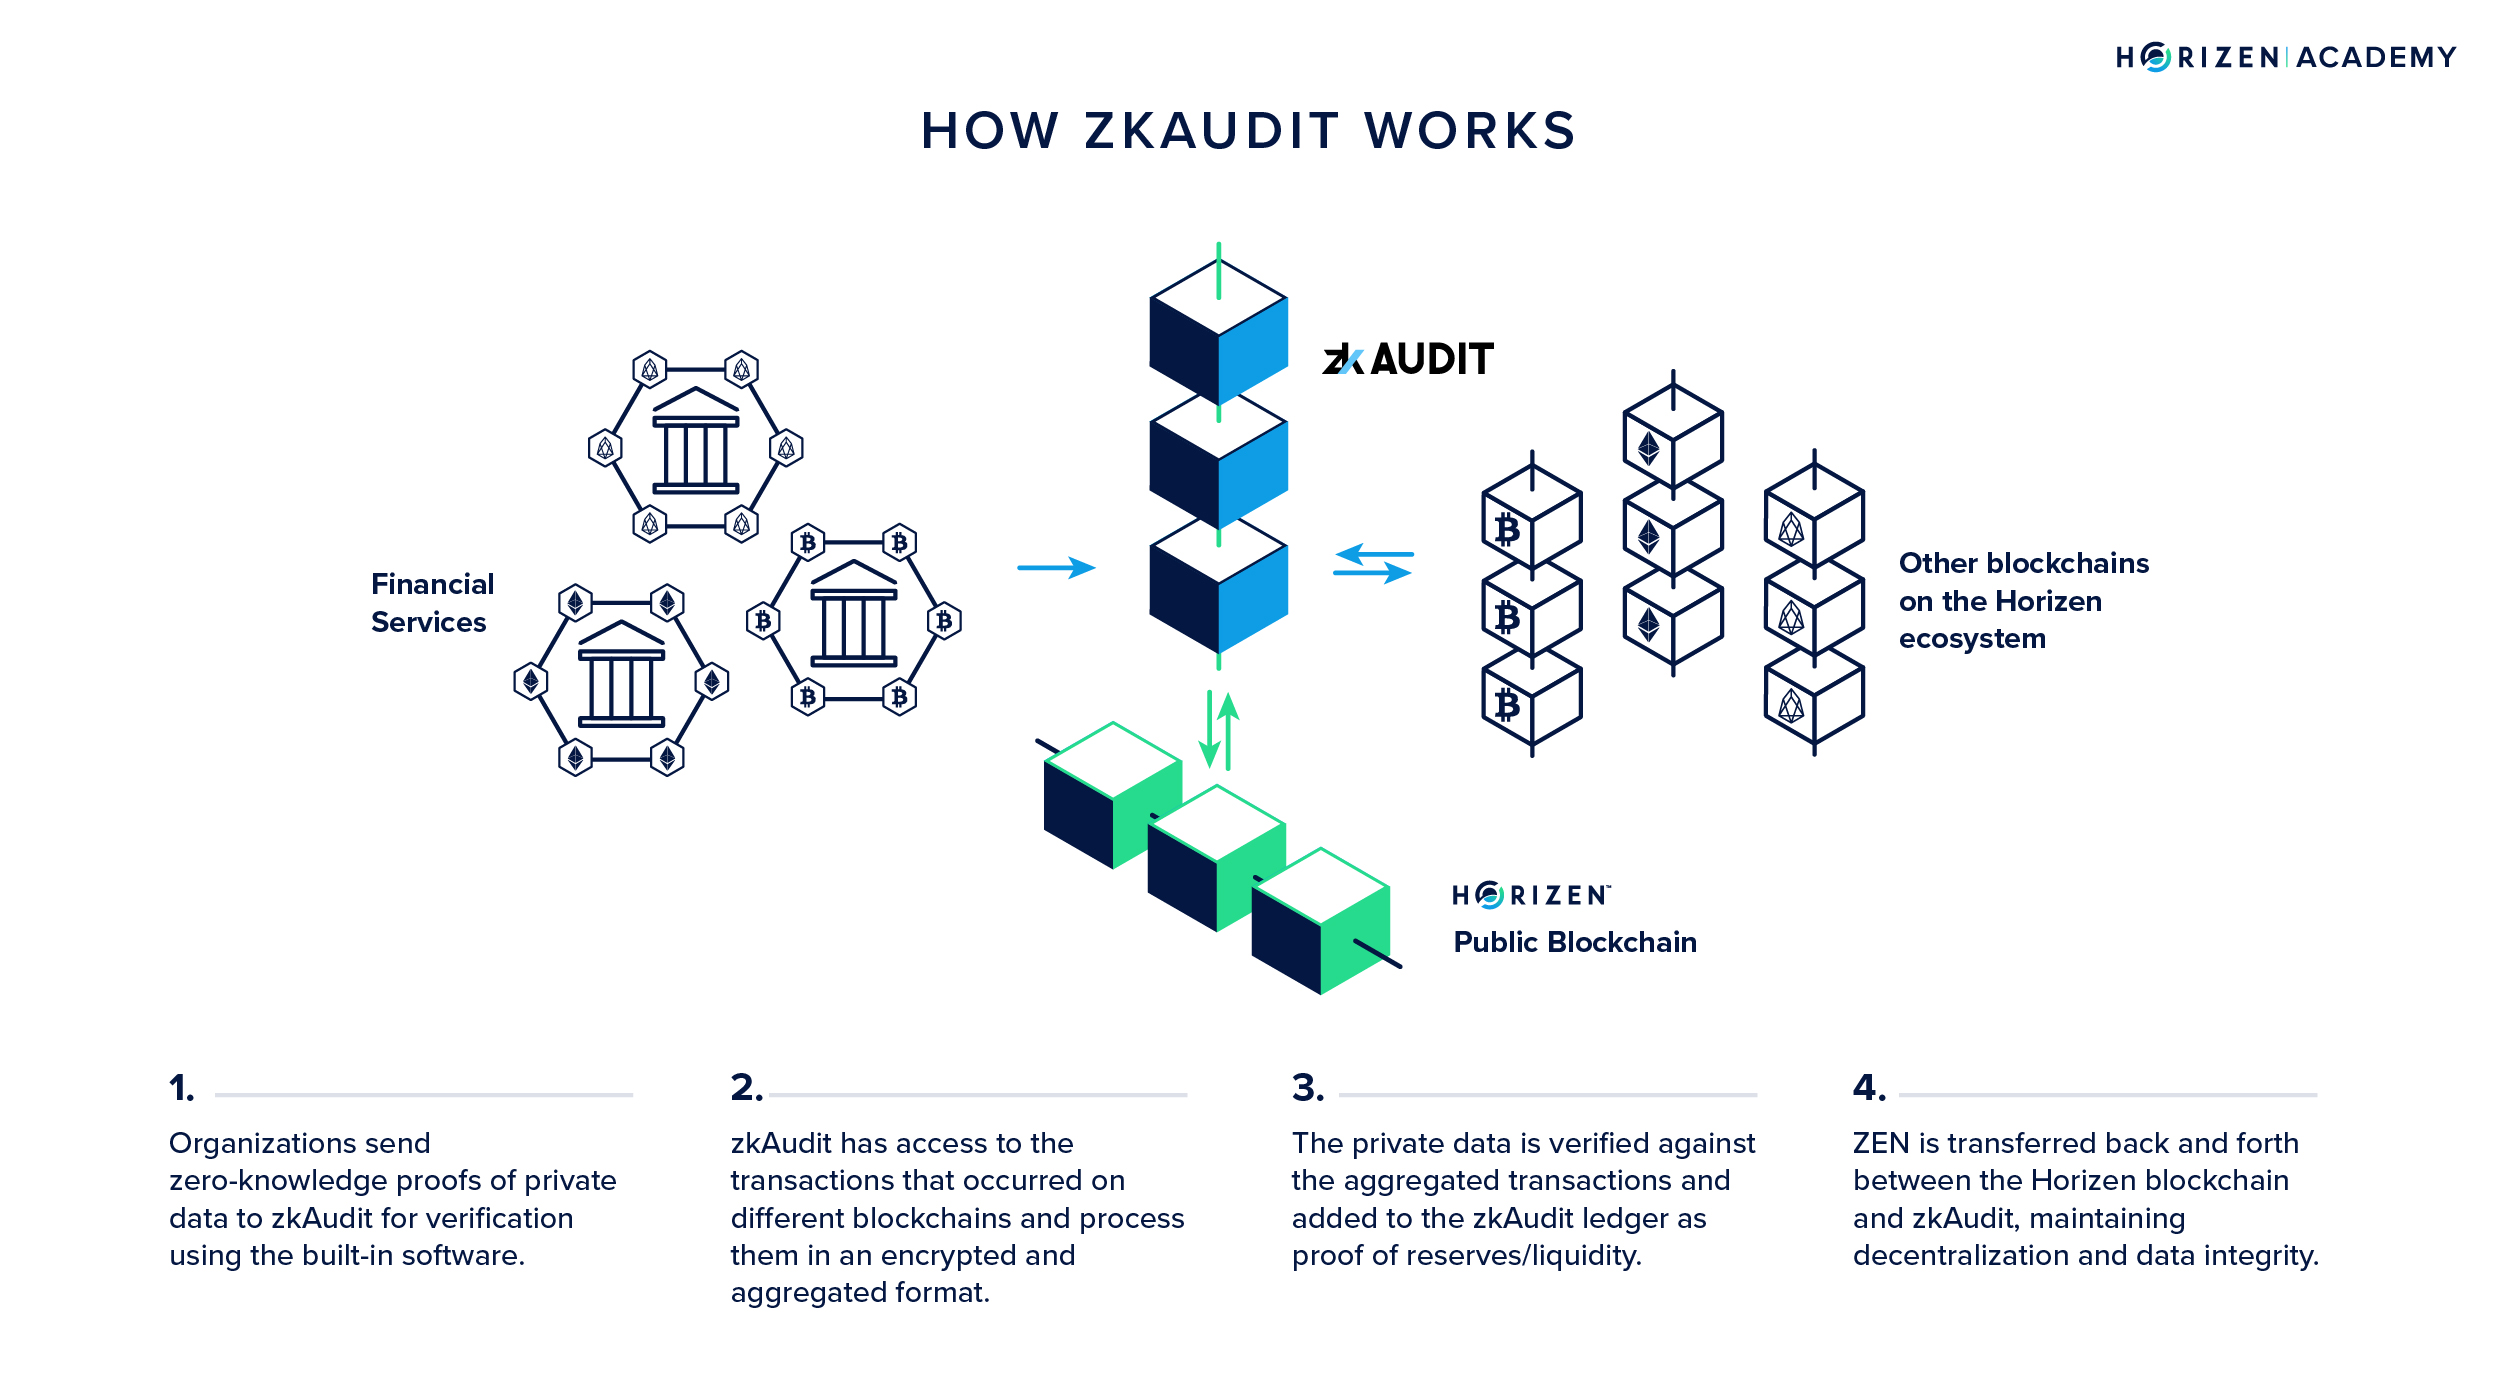 HORIZEN | ACADEMY
HOW ZKAUDIT WORKS
zk AUDIT
Financial
Services
Other blockchains
on the Horizen
ecosystem
HORIZEN™
Public Blockchain
1.
Organizations send
zero-knowledge proofs of private
data to zkAudit for verification
using the built-in software.
2.
zkAudit has access to the
transactions that occurred on
different blockchains and process
them in an encrypted and
aggregated format.
3.
The private data is verified against
the aggregated transactions and
added to the zkAudit ledger as
proof of reserves/liquidity.
4.
ZEN is transferred back and forth
between the Horizen blockchain
and zkAudit, maintaining
decentralization and data integrity.